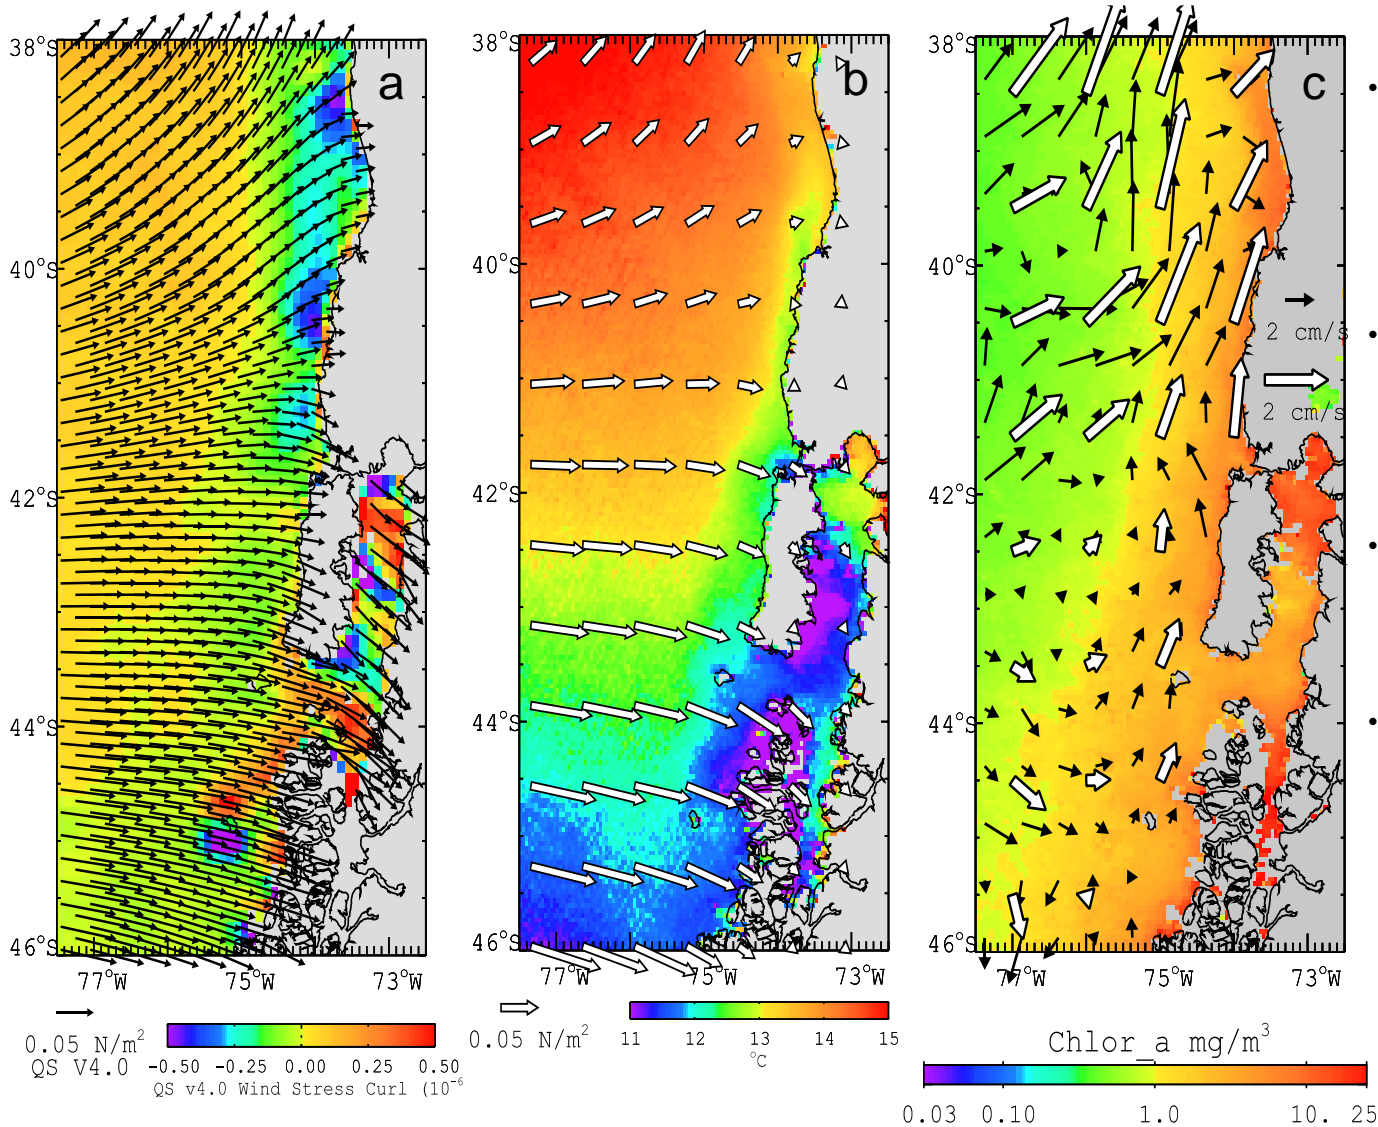 a
b
c
38°S
40°S
42°S
44°S
46°S
77°W
75°W
73°W
38°S
40°S
42°S
44°S
46°S
77°W
75°W
73°W
38°S
40°S
42°S
44°S
46°S
77°W
75°W
73°W
2 cm/s
2 cm/s
0.05 N/m²
QS V4.0
-0.50 -0.25 0.00 0.25 0.50
QS v4.0 Wind Stress Curl (10⁻⁶
0.05 N/m²
11 12 13 14 15
°C
Chlor_a mg/m³
0.03 0.10 1.0 10. 25